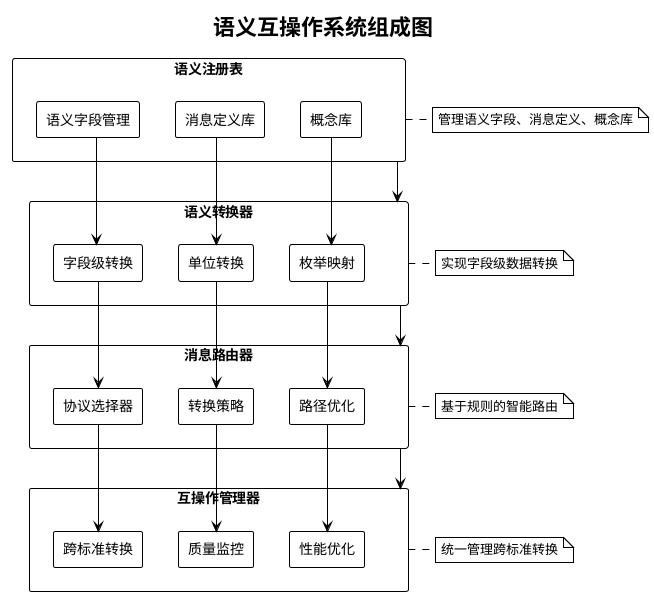 语义互操作系统组成图
语义注册表
语义字段管理
消息定义库
概念库
管理语义字段、消息定义、概念库
语义转换器
字段级转换
单位转换
枚举映射
实现字段级数据转换
消息路由器
协议选择器
转换策略
路径优化
基于规则的智能路由
互操作管理器
跨标准转换
质量监控
性能优化
统一管理跨标准转换